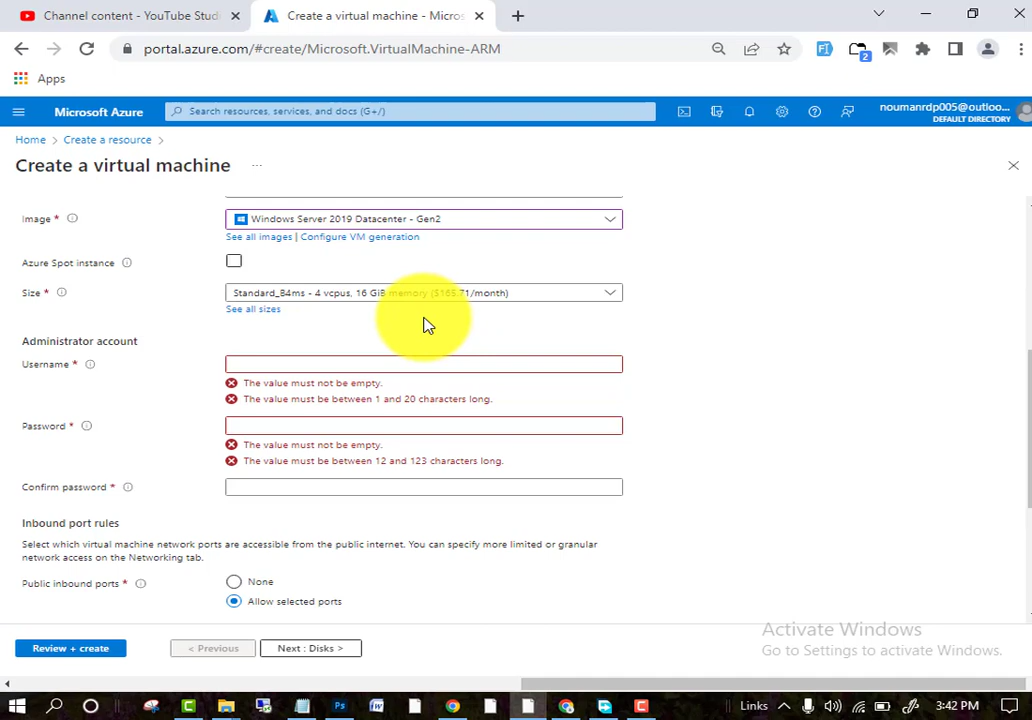 Channel content - YouTube Stud
Create a virtual machine - Micros
portal.azure.com/#create/Microsoft.VirtualMachine-ARM
2
Apps
Microsoft Azure
Search resources, services, and docs (G+/)
noumanrdp005@outloo...
DEFAULT DIRECTORY
Home > Create a resource >
Create a virtual machine ...
Image *
Windows Server 2019 Datacenter - Gen2
See all images | Configure VM generation
Azure Spot instance
Size *
Standard_B4ms - 4 vcpus, 16 GiB memory ($165.71/month)
See all sizes
Administrator account
Username *
The value must not be empty.
The value must be between 1 and 20 characters long.
Password *
The value must not be empty.
The value must be between 12 and 123 characters long.
Confirm password *
Inbound port rules
Select which virtual machine network ports are accessible from the public internet. You can specify more limited or granular
network access on the Networking tab.
Public inbound ports *
None
Allow selected ports
Review + create
< Previous
Next : Disks >
Activate Windows
Go to Settings to activate Windows.
Links
3:42 PM